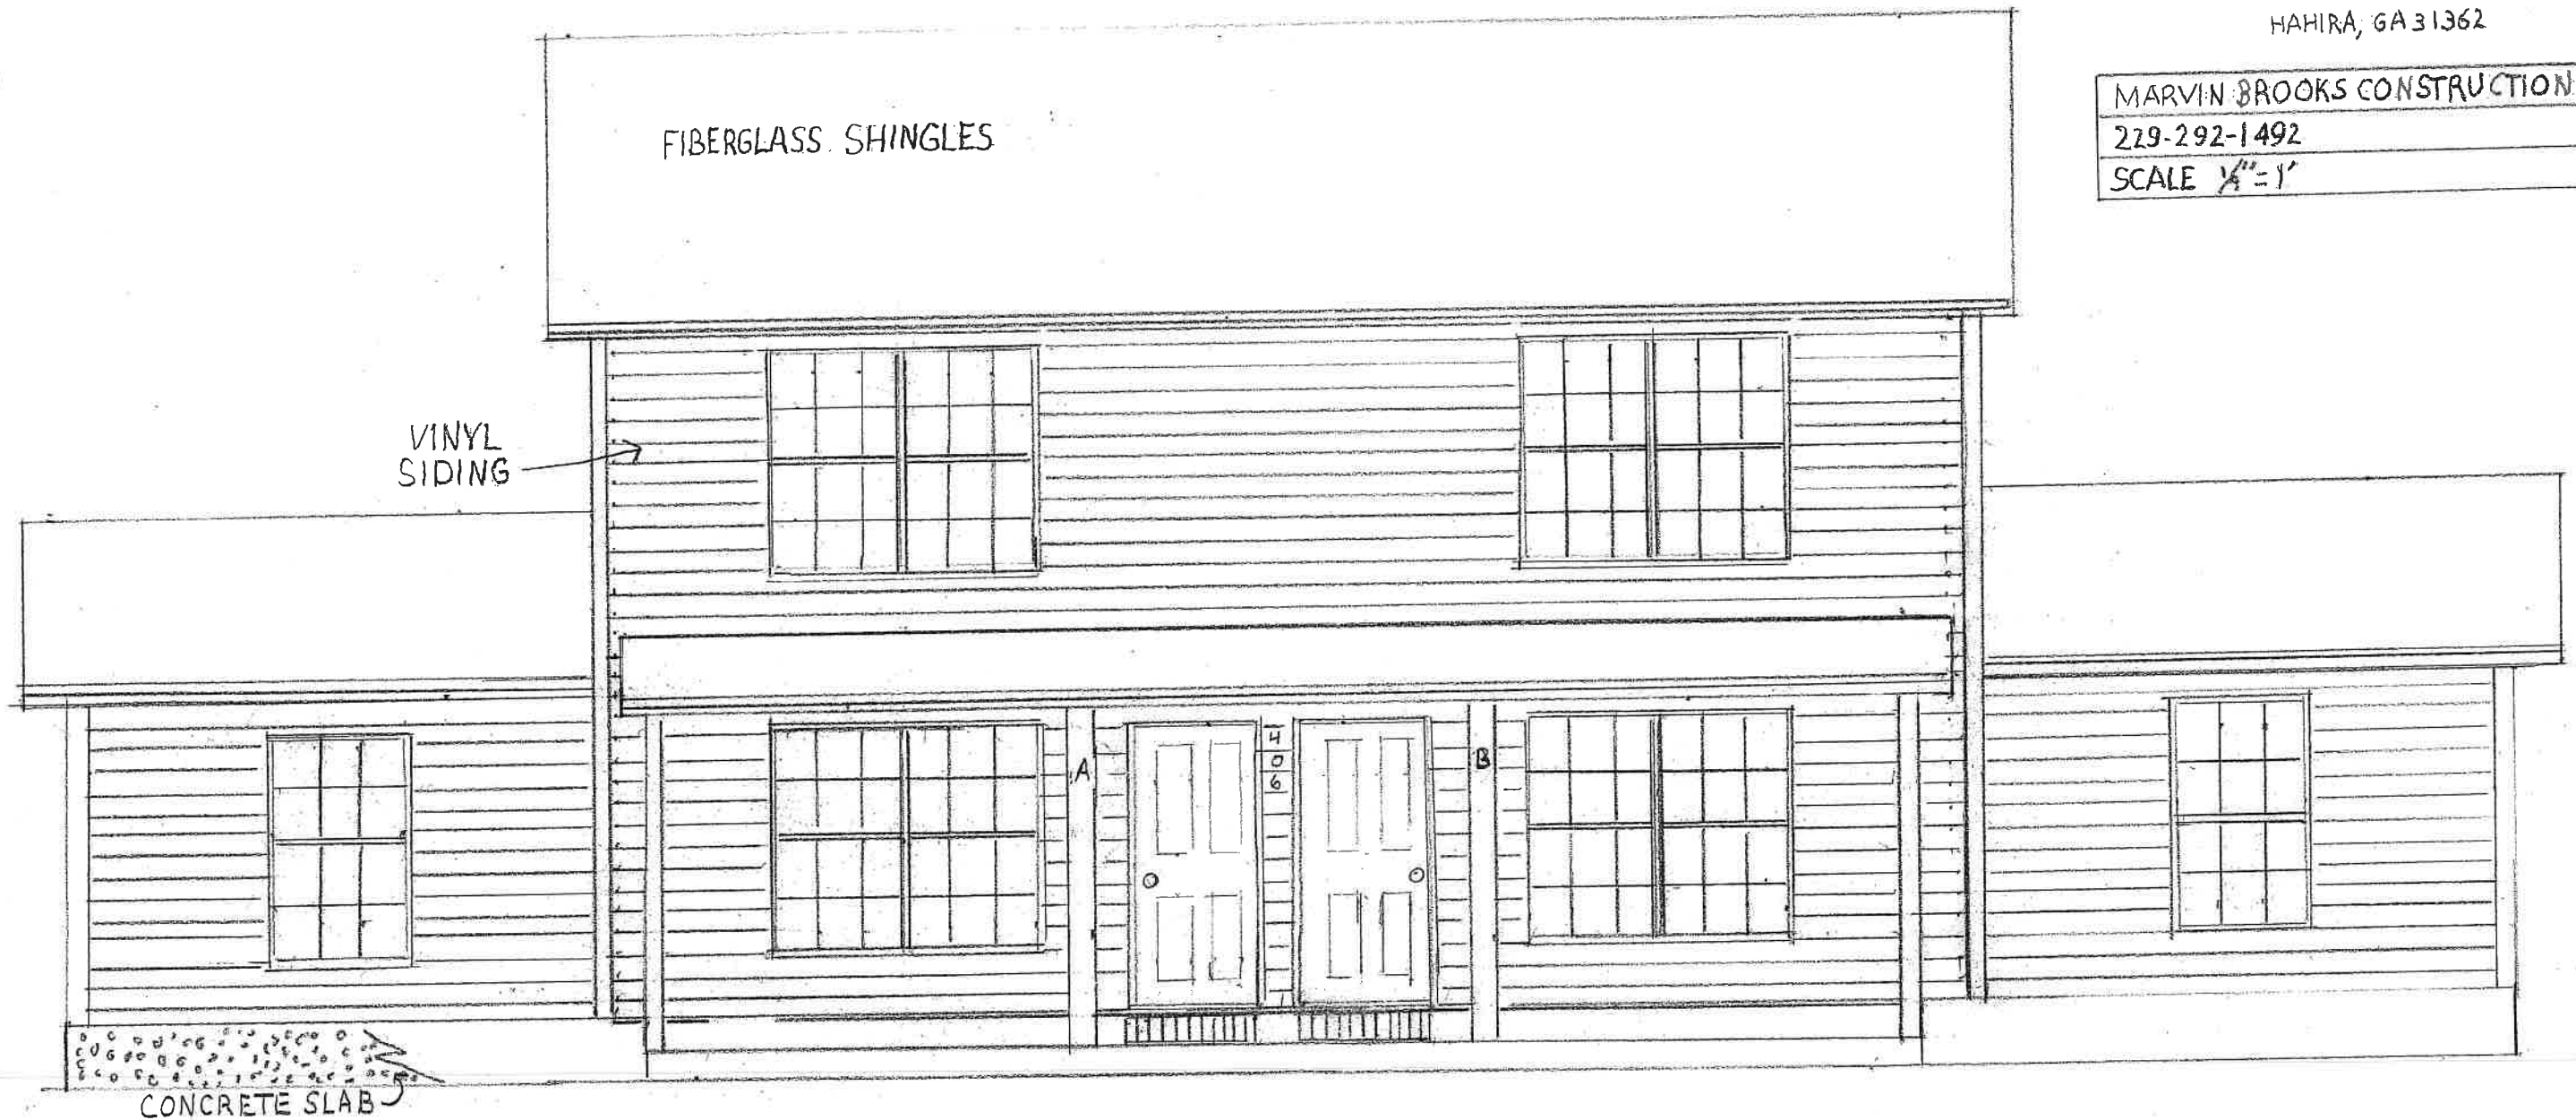 HAHIRA, GA 31362
MARVIN BROOKS CONSTRUCTION
229-292-1492
SCALE 1/4"=1'
FIBERGLASS SHINGLES
VINYL
SIDING
A
4
0
6
B
CONCRETE SLAB